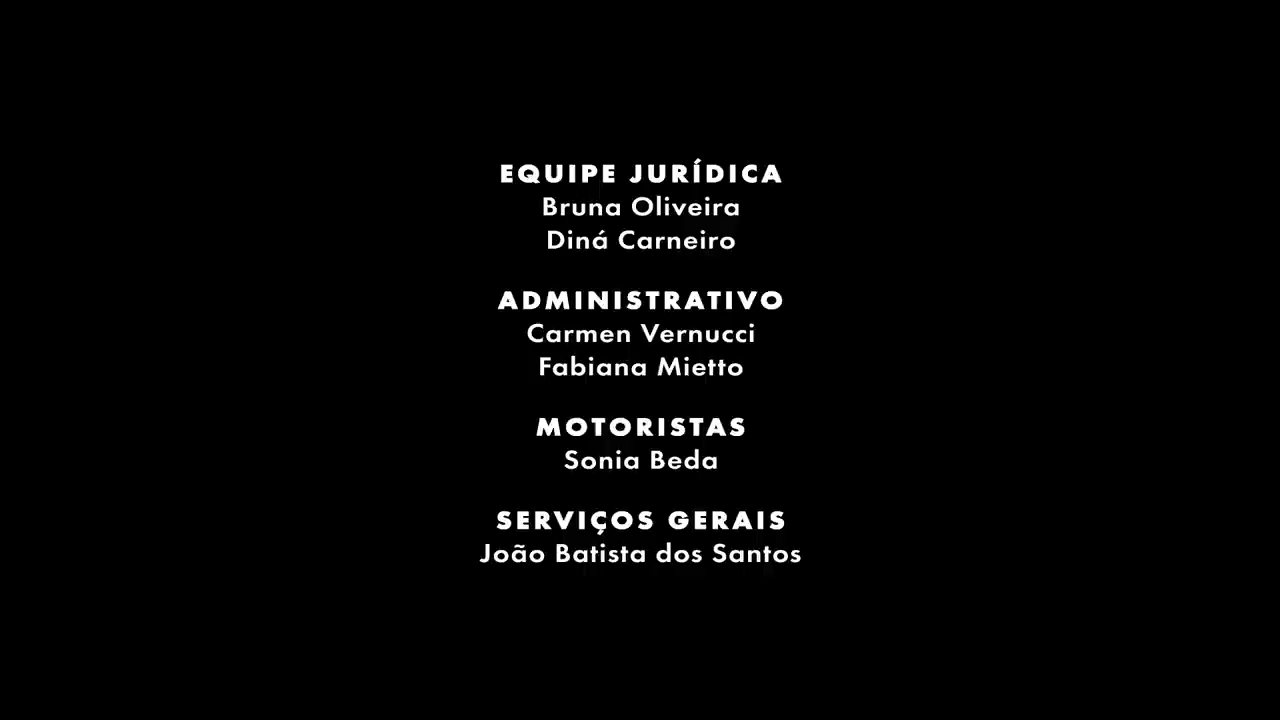 EQUIPE JURÍDICA
Bruna Oliveira
Diná Carneiro
ADMINISTRATIVO
Carmen Vernucci
Fabiana Mietto
MOTORISTAS
Sonia Beda
SERVIÇOS GERAIS
João Batista dos Santos